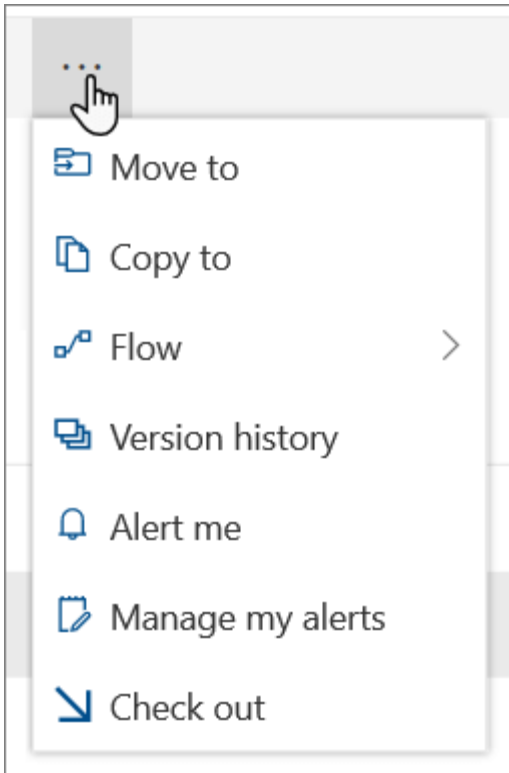 ...
Move to
Copy to
Flow
Version history
Alert me
Manage my alerts
Check out